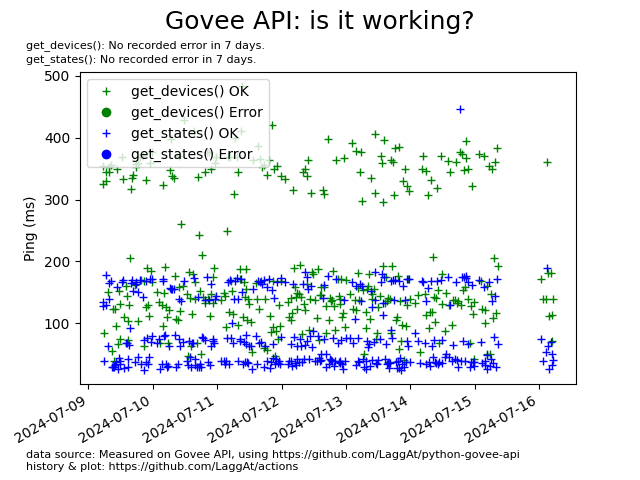 Govee API: is it working?
get_devices(): No recorded error in 7 days.
get_states(): No recorded error in 7 days.
get_devices() OK
get_devices() Error
get_states() OK
get_states() Error
500
400
300
200
100
Ping (ms)
2024-07-09
2024-07-10
2024-07-11
2024-07-12
2024-07-13
2024-07-14
2024-07-15
2024-07-16
data source: Measured on Govee API, using https://github.com/LaggAt/python-govee-api
history & plot: https://github.com/LaggAt/actions